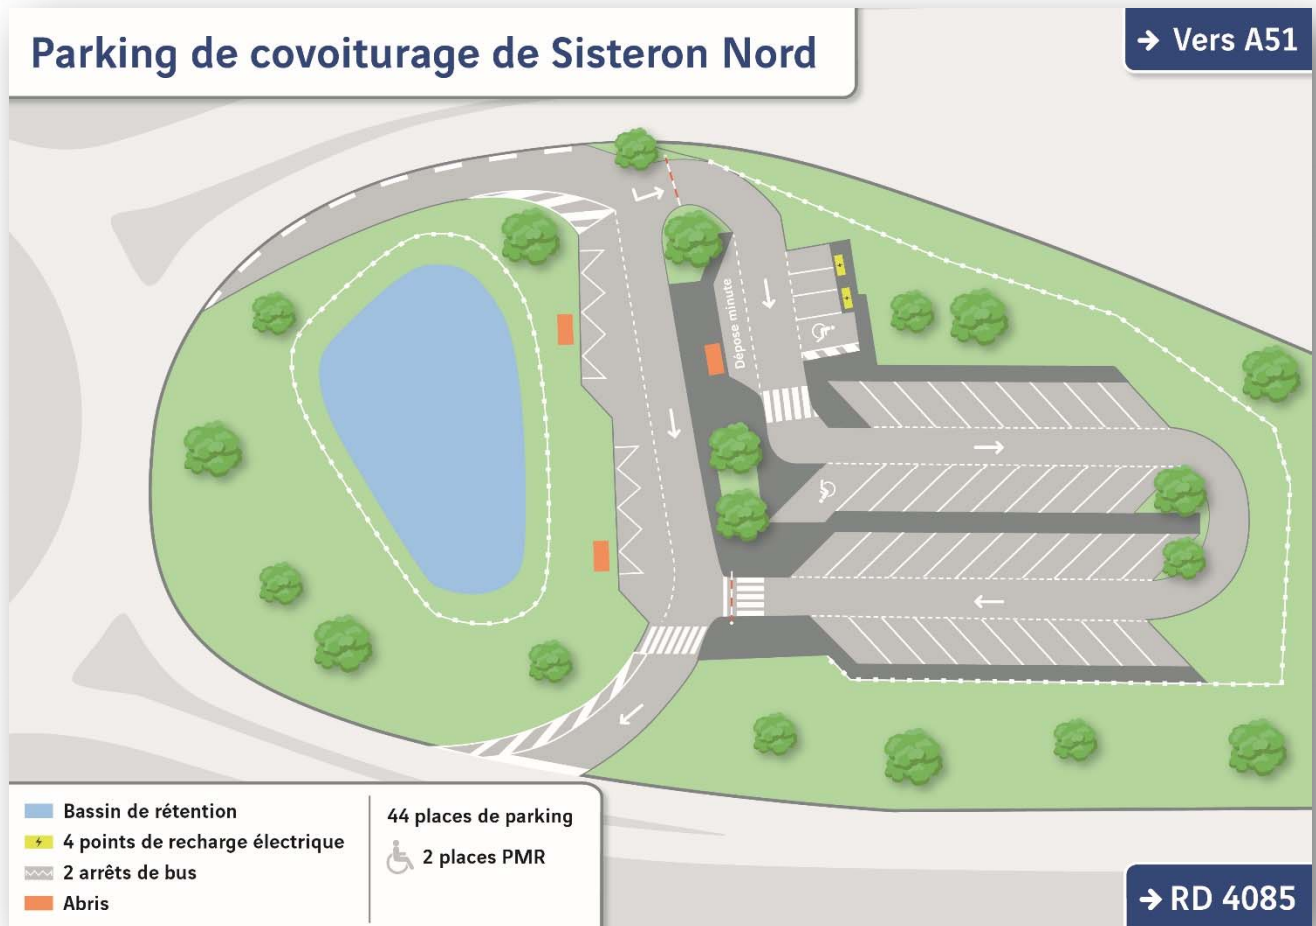 Parking de covoiturage de Sisteron Nord
→ Vers A51
Dépose minute
Bassin de rétention
4 points de recharge électrique
2 arrêts de bus
Abris
44 places de parking
2 places PMR
→ RD 4085